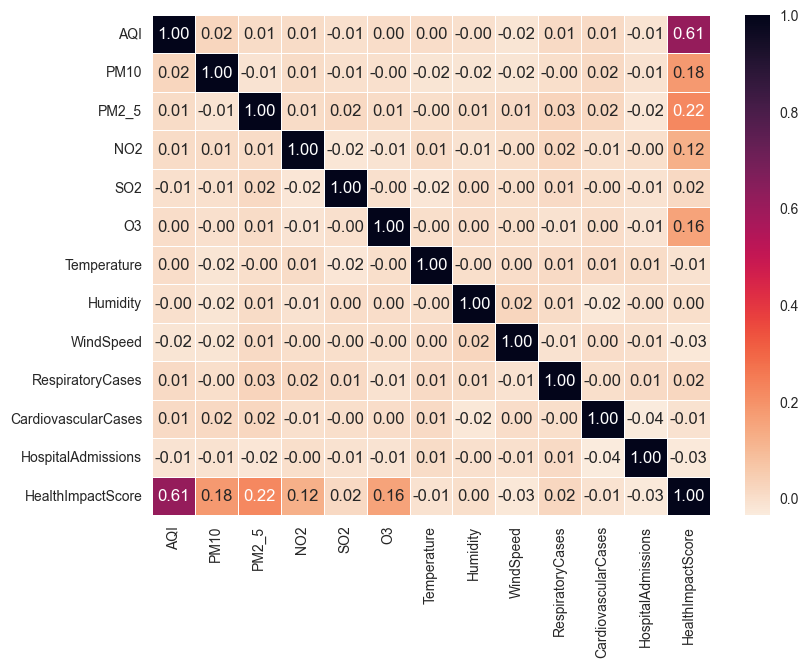 AQI 1.00 0.02 0.01 0.01 -0.01 0.00 0.00 -0.00 -0.02 0.01 0.01 -0.01 0.61
PM10 0.02 1.00 -0.01 0.01 -0.01 -0.00 -0.02 -0.02 -0.02 -0.00 0.02 -0.01 0.18
PM2_5 0.01 -0.01 1.00 0.01 0.02 0.01 -0.00 0.01 0.01 0.03 0.02 -0.02 0.22
NO2 0.01 0.01 0.01 1.00 -0.02 -0.01 0.01 -0.01 -0.00 0.02 -0.01 -0.00 0.12
SO2 -0.01 -0.01 0.02 -0.02 1.00 -0.00 -0.02 0.00 -0.00 0.01 -0.00 -0.01 0.02
O3 0.00 -0.00 0.01 -0.01 -0.00 1.00 -0.00 0.00 -0.00 -0.01 0.00 -0.01 0.16
Temperature 0.00 -0.02 -0.00 0.01 -0.02 -0.00 1.00 -0.00 0.00 0.01 0.01 0.01 -0.01
Humidity -0.00 -0.02 0.01 -0.01 0.00 0.00 -0.00 1.00 0.02 0.01 -0.02 -0.00 0.00
WindSpeed -0.02 -0.02 0.01 -0.00 -0.00 -0.00 0.00 0.02 1.00 -0.01 0.00 -0.01 -0.03
RespiratoryCases 0.01 -0.00 0.03 0.02 0.01 -0.01 0.01 0.01 -0.01 1.00 -0.00 0.01 0.02
CardiovascularCases 0.01 0.02 0.02 -0.01 -0.00 0.00 0.01 -0.02 0.00 -0.00 1.00 -0.04 -0.01
HospitalAdmissions -0.01 -0.01 -0.02 -0.00 -0.01 -0.01 0.01 -0.00 -0.01 0.01 -0.04 1.00 -0.03
HealthImpactScore 0.61 0.18 0.22 0.12 0.02 0.16 -0.01 0.00 -0.03 0.02 -0.01 -0.03 1.00
AQI
PM10
PM2_5
NO2
SO2
O3
Temperature
Humidity
WindSpeed
RespiratoryCases
CardiovascularCases
HospitalAdmissions
HealthImpactScore
1.0
0.8
0.6
0.4
0.2
0.0